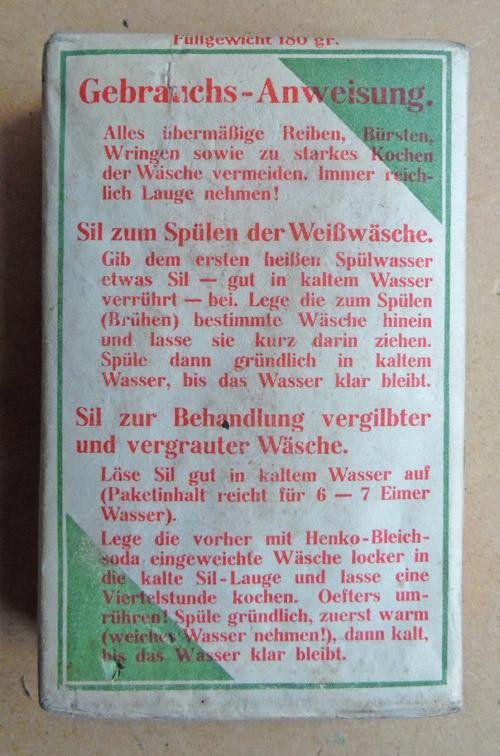 Füllgewicht 180 gr.
Gebrauchs-Anweisung.
Alles übermäßige Reiben, Bürsten,
Wringen sowie zu starkes Kochen
der Wäsche vermeiden. Immer reich-
lich Lauge nehmen!
Sil zum Spülen der Weißwäsche.
Gib dem ersten heißen Spülwasser
etwas Sil — gut in kaltem Wasser
verrührt — bei. Lege die zum Spülen
(Brühen) bestimmte Wäsche hinein
und lasse sie kurz darin ziehen.
Spüle dann gründlich in kaltem
Wasser, bis das Wasser klar bleibt.
Sil zur Behandlung vergilbter
und vergrauter Wäsche.
Löse Sil gut in kaltem Wasser auf
(Paketinhalt reicht für 6 — 7 Eimer
Wasser).
Lege die vorher mit Henko-Bleich-
soda eingeweichte Wäsche locker in
die kalte Sil-Lauge und lasse eine
Viertelstunde kochen. Oefters um-
rühren! Spüle gründlich, zuerst warm
(weiches Wasser nehmen!), dann kalt,
bis das Wasser klar bleibt.